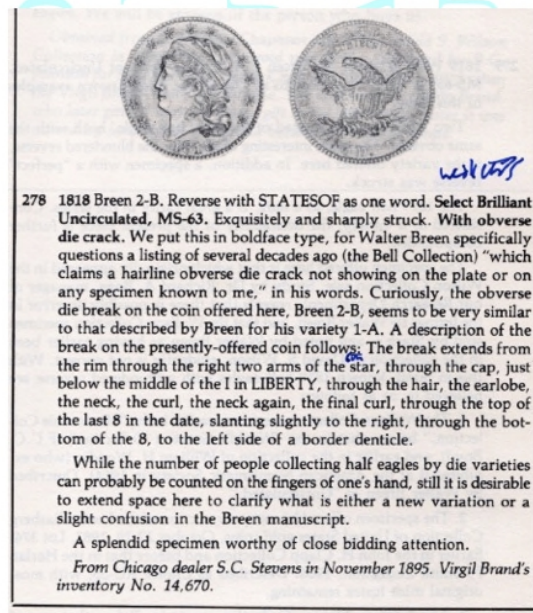 278 1818 Breen 2-B. Reverse with STATESOF as one word. Select Brilliant
Uncirculated, MS-63. Exquisitely and sharply struck. With obverse
die crack. We put this in boldface type, for Walter Breen specifically
questions a listing of several decades ago (the Bell Collection) "which
claims a hairline obverse die crack not showing on the plate or on
any specimen known to me," in his words. Curiously, the obverse
die break on the coin offered here, Breen 2-B, seems to be very similar
to that described by Breen for his variety 1-A. A description of the
break on the presently-offered coin follows: The break extends from
the rim through the right two arms of the star, through the cap, just
below the middle of the I in LIBERTY, through the hair, the earlobe,
the neck, the curl, the neck again, the final curl, through the top of
the last 8 in the date, slanting slightly to the right, through the bot-
tom of the 8, to the left side of a border denticle.
While the number of people collecting half eagles by die varieties
can probably be counted on the fingers of one's hand, still it is desirable
to extend space here to clarify what is either a new variation or a
slight confusion in the Breen manuscript.
A splendid specimen worthy of close bidding attention.
From Chicago dealer S.C. Stevens in November 1895. Virgil Brand's
inventory No. 14,670.